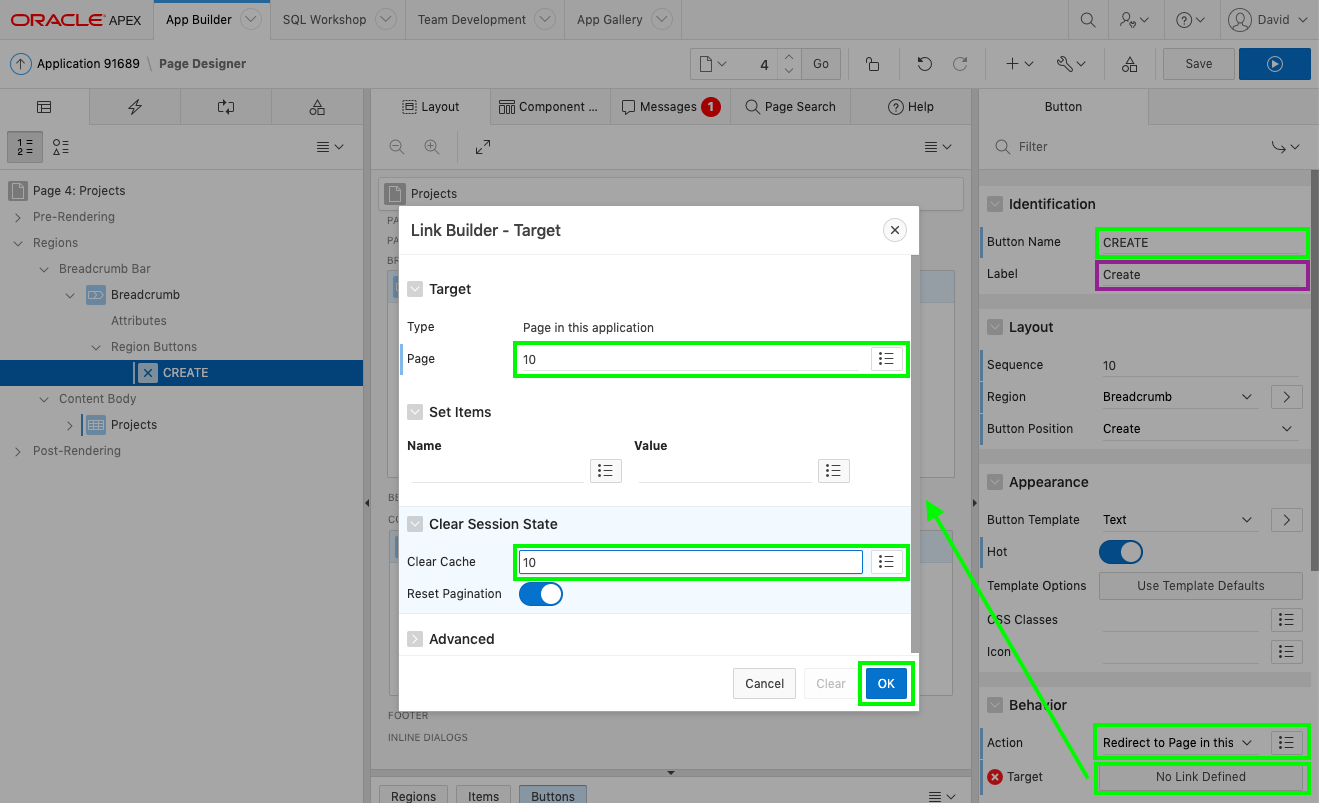 ORACLE APEX App Builder SQL Workshop Team Development App Gallery David
Application 91689 \ Page Designer 4 Go Save
Layout Component ... Messages 1 Page Search Help Button
Filter
Page 4: Projects
Pre-Rendering
Regions
Breadcrumb Bar
Breadcrumb
Attributes
Region Buttons
CREATE
Content Body
Projects
Post-Rendering
Projects
Link Builder - Target
Target
Type Page in this application
Page 10
Set Items
Name Value
Clear Session State
Clear Cache 10
Reset Pagination
Advanced
Cancel Clear OK
FOOTER
INLINE DIALOGS
Regions Items Buttons
Identification
Button Name CREATE
Label Create
Layout
Sequence 10
Region Breadcrumb
Button Position Create
Appearance
Button Template Text
Hot
Template Options Use Template Defaults
CSS Classes
Icon
Behavior
Action Redirect to Page in this
Target No Link Defined